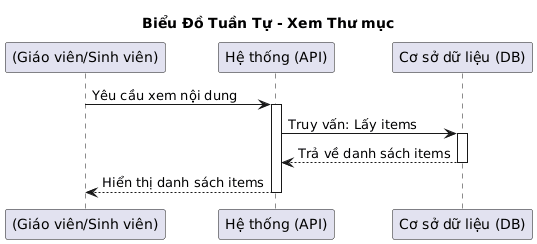 Biểu Đồ Tuần Tự - Xem Thư mục
(Giáo viên/Sinh viên)
Hệ thống (API)
Cơ sở dữ liệu (DB)
Yêu cầu xem nội dung
Truy vấn: Lấy items
Trả về danh sách items
Hiển thị danh sách items
(Giáo viên/Sinh viên)
Hệ thống (API)
Cơ sở dữ liệu (DB)